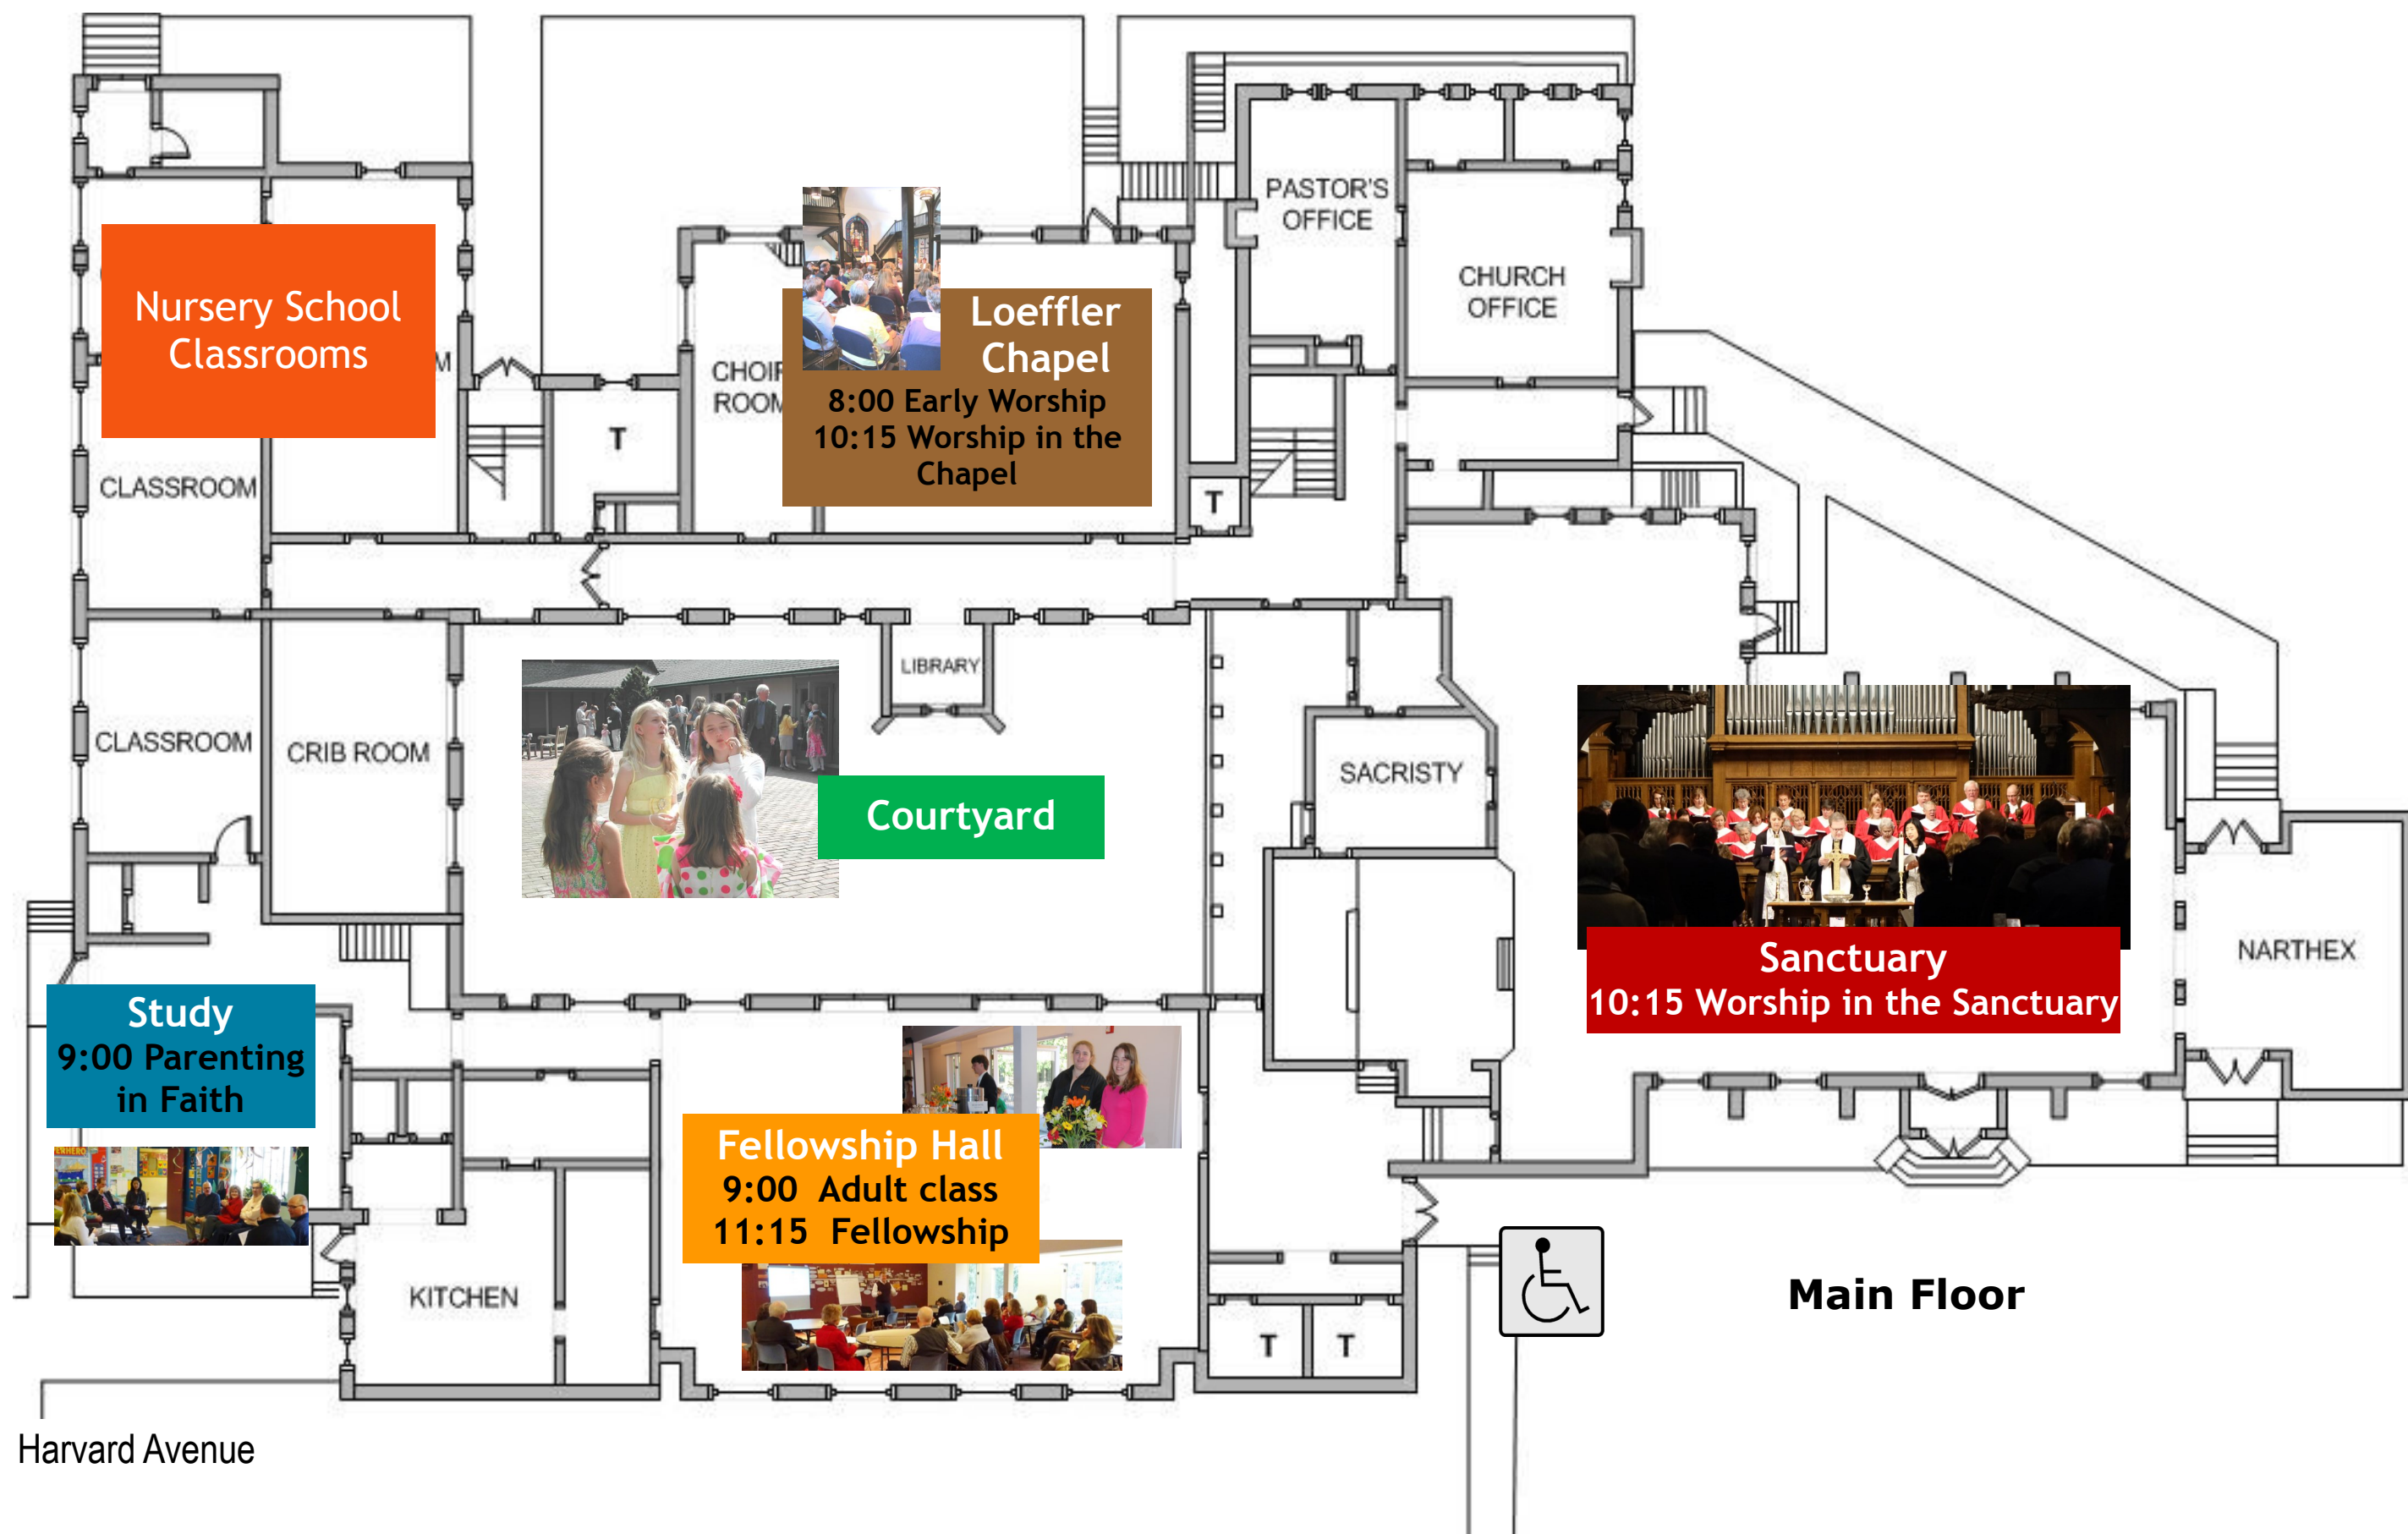 PASTOR'S
OFFICE
CHURCH
OFFICE
Nursery School
Classrooms
M
CLASSROOM
T
CHOIR
ROOM
Loeffler
Chapel
8:00 Early Worship
10:15 Worship in the
Chapel
T
LIBRARY
CLASSROOM
CRIB ROOM
Courtyard
SACRISTY
Sanctuary
10:15 Worship in the Sanctuary
NARTHEX
Study
9:00 Parenting
in Faith
Fellowship Hall
9:00 Adult class
11:15 Fellowship
KITCHEN
T
T
Main Floor
Harvard Avenue